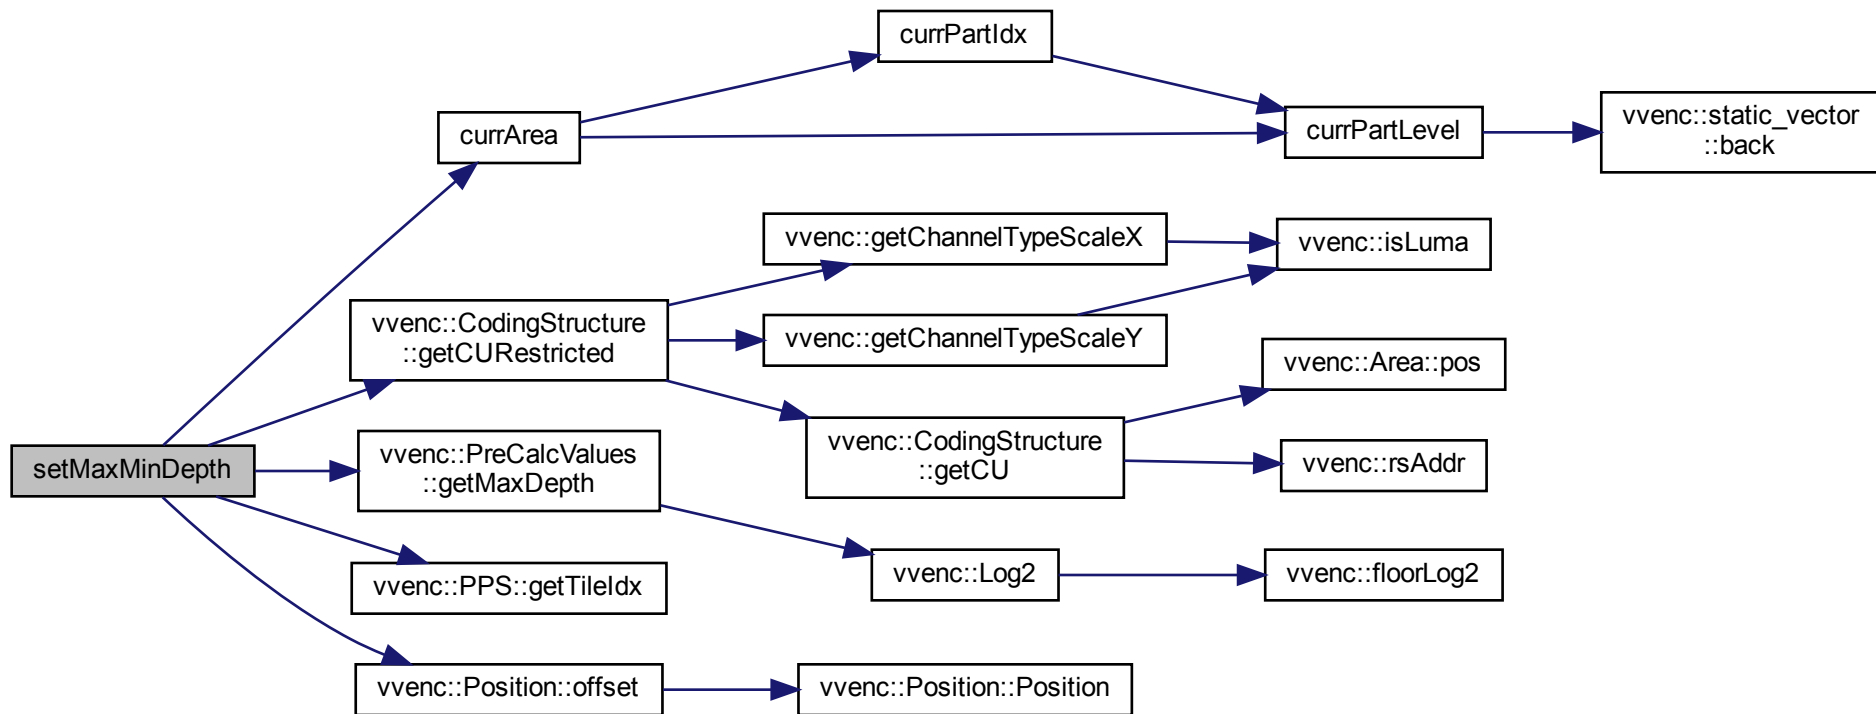 currPartIdx
currArea
currPartLevel
vvenc::static_vector
::back
vvenc::getChannelTypeScaleX
vvenc::isLuma
vvenc::CodingStructure
::getCURestricted
vvenc::getChannelTypeScaleY
vvenc::Area::pos
setMaxMinDepth
vvenc::PreCalcValues
::getMaxDepth
vvenc::CodingStructure
::getCU
vvenc::rsAddr
vvenc::PPS::getTileIdx
vvenc::Log2
vvenc::floorLog2
vvenc::Position::offset
vvenc::Position::Position